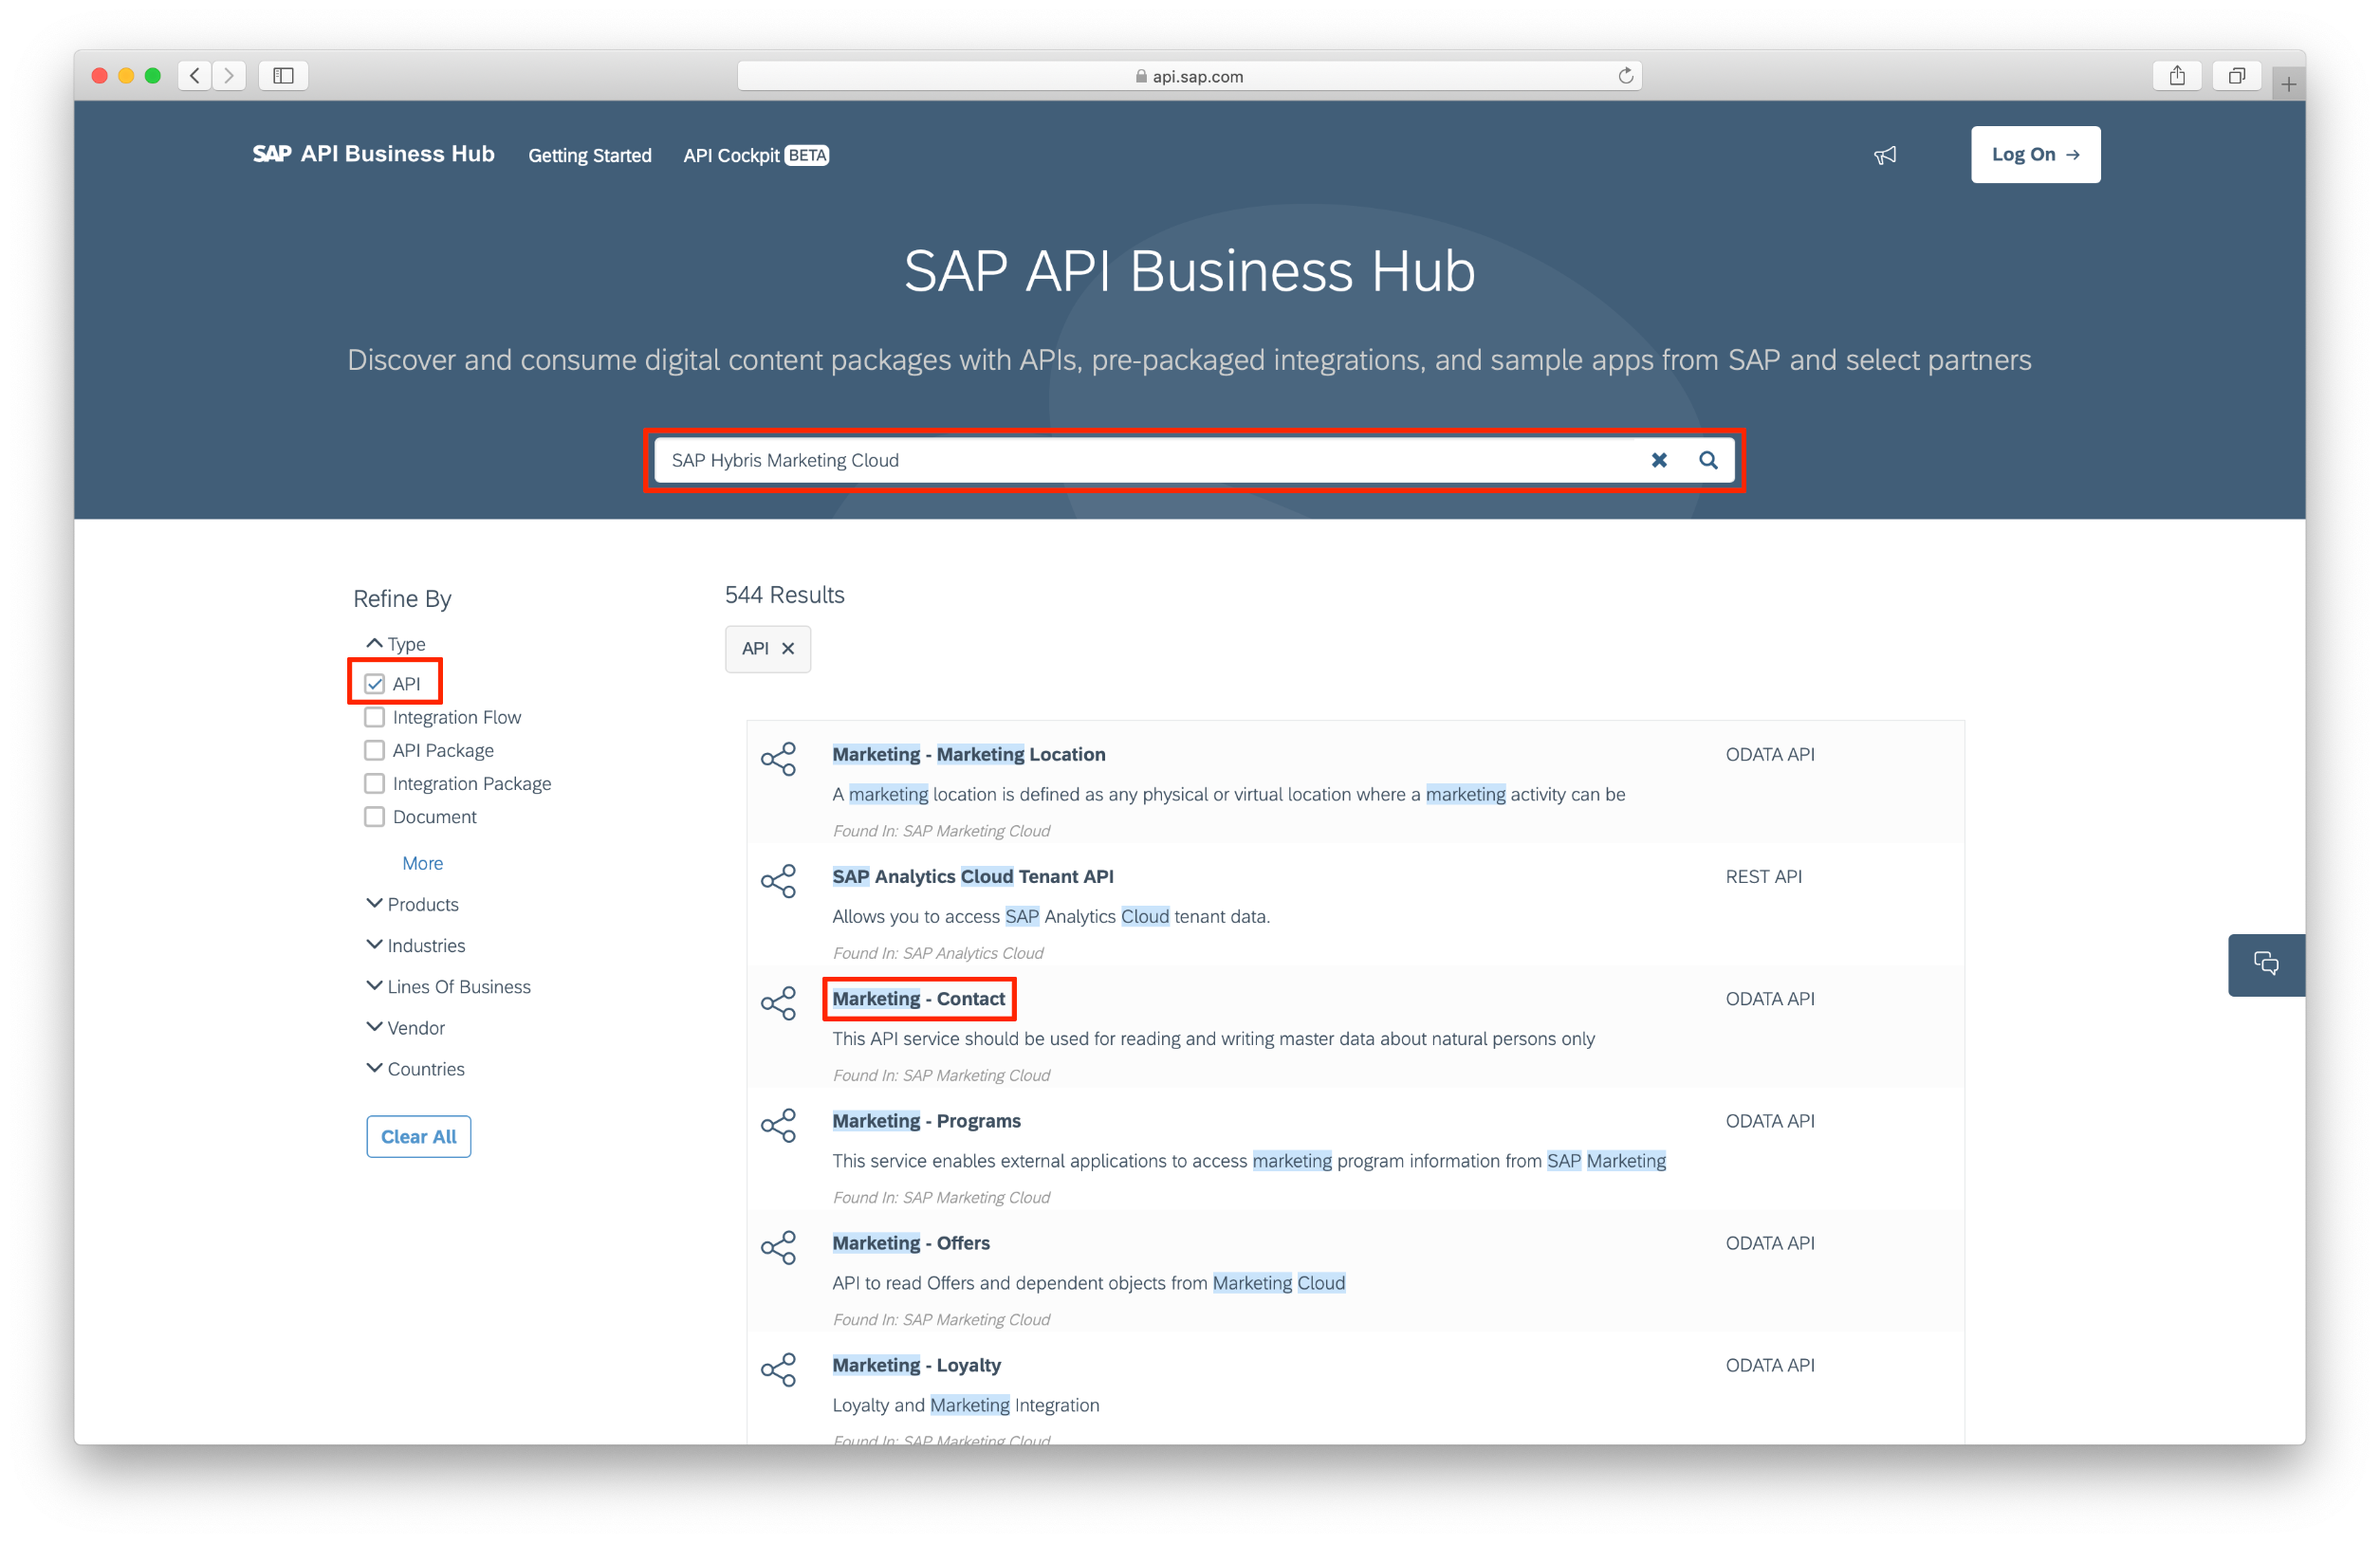 api.sap.com
SAP API Business Hub Getting Started API Cockpit BETA Log On →
SAP API Business Hub
Discover and consume digital content packages with APIs, pre-packaged integrations, and sample apps from SAP and select partners
SAP Hybris Marketing Cloud
Refine By
Type
API
Integration Flow
API Package
Integration Package
Document
More
Products
Industries
Lines Of Business
Vendor
Countries
Clear All
544 Results
API
Marketing - Marketing Location ODATA API
A marketing location is defined as any physical or virtual location where a marketing activity can be
Found In: SAP Marketing Cloud
SAP Analytics Cloud Tenant API REST API
Allows you to access SAP Analytics Cloud tenant data.
Found In: SAP Analytics Cloud
Marketing - Contact ODATA API
This API service should be used for reading and writing master data about natural persons only
Found In: SAP Marketing Cloud
Marketing - Programs ODATA API
This service enables external applications to access marketing program information from SAP Marketing
Found In: SAP Marketing Cloud
Marketing - Offers ODATA API
API to read Offers and dependent objects from Marketing Cloud
Found In: SAP Marketing Cloud
Marketing - Loyalty ODATA API
Loyalty and Marketing Integration
Found In: SAP Marketing Cloud